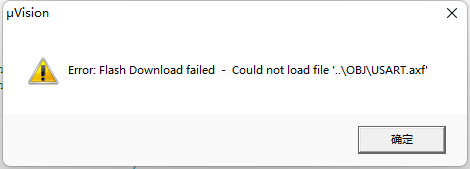 µVision
Error: Flash Download failed  -  Could not load file '..\OBJ\USART.axf'
确定